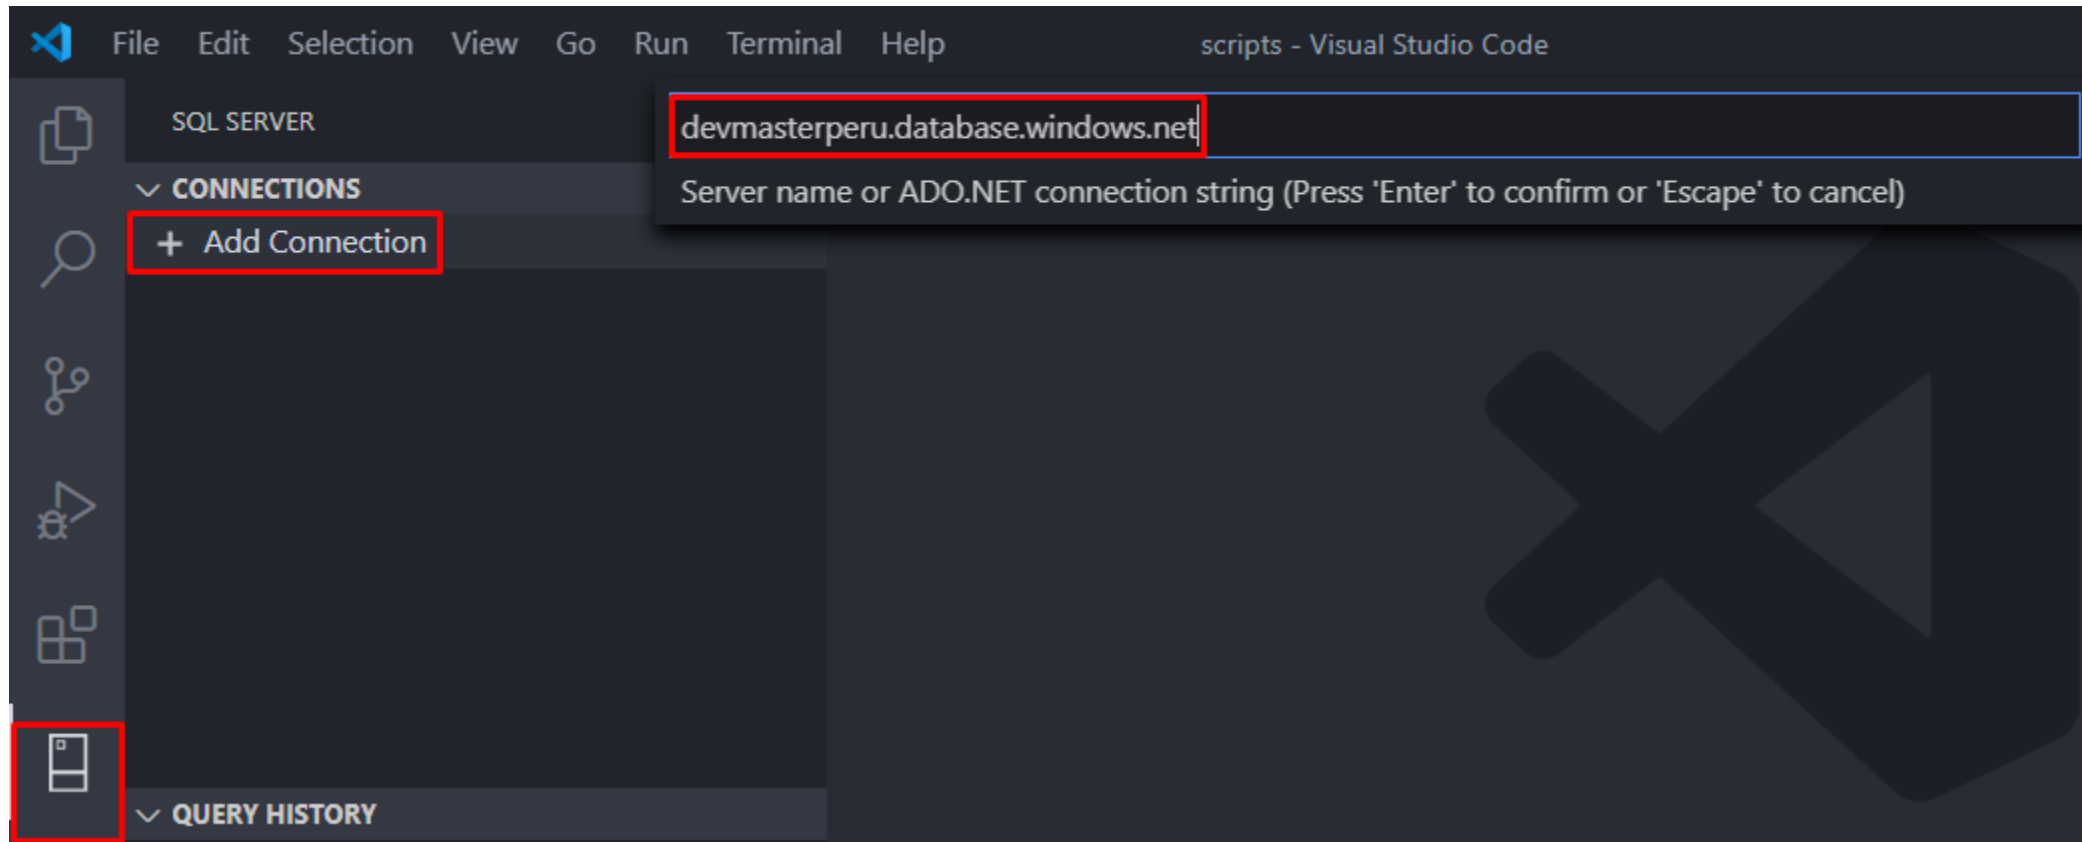 File Edit Selection View Go Run Terminal Help
scripts - Visual Studio Code
SQL SERVER
devmasterperu.database.windows.net
Server name or ADO.NET connection string (Press 'Enter' to confirm or 'Escape' to cancel)
CONNECTIONS
+ Add Connection
QUERY HISTORY